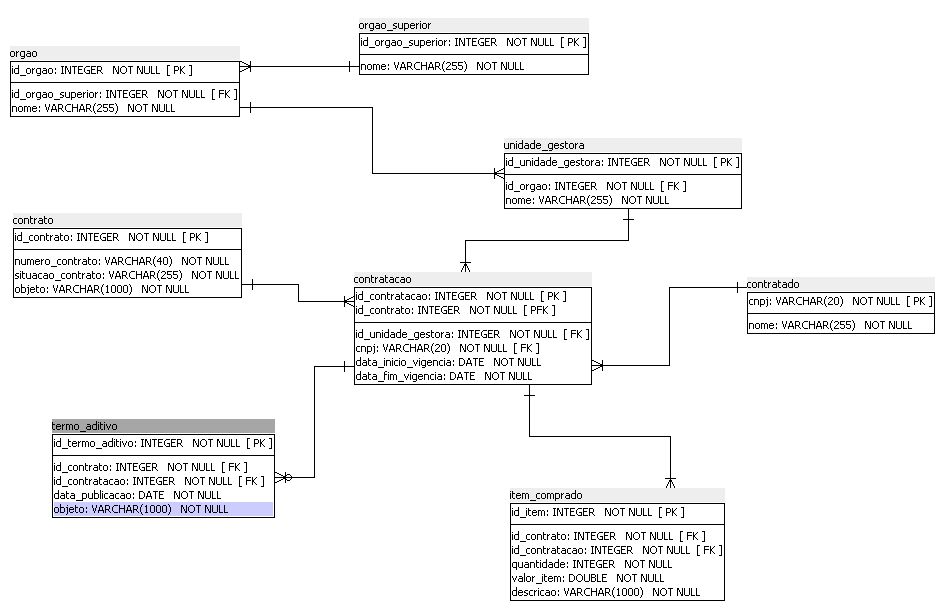 orgao_superior
id_orgao_superior: INTEGER NOT NULL [ PK ]
nome: VARCHAR(255) NOT NULL
orgao
id_orgao: INTEGER NOT NULL [ PK ]
id_orgao_superior: INTEGER NOT NULL [ FK ]
nome: VARCHAR(255) NOT NULL
unidade_gestora
id_unidade_gestora: INTEGER NOT NULL [ PK ]
id_orgao: INTEGER NOT NULL [ FK ]
nome: VARCHAR(255) NOT NULL
contrato
id_contrato: INTEGER NOT NULL [ PK ]
numero_contrato: VARCHAR(40) NOT NULL
situacao_contrato: VARCHAR(255) NOT NULL
objeto: VARCHAR(1000) NOT NULL
contratacao
id_contratacao: INTEGER NOT NULL [ PK ]
id_contrato: INTEGER NOT NULL [ PFK ]
id_unidade_gestora: INTEGER NOT NULL [ FK ]
cnpj: VARCHAR(20) NOT NULL [ FK ]
data_inicio_vigencia: DATE NOT NULL
data_fim_vigencia: DATE NOT NULL
contratado
cnpj: VARCHAR(20) NOT NULL [ PK ]
nome: VARCHAR(255) NOT NULL
termo_aditivo
id_termo_aditivo: INTEGER NOT NULL [ PK ]
id_contrato: INTEGER NOT NULL [ FK ]
id_contratacao: INTEGER NOT NULL [ FK ]
data_publicacao: DATE NOT NULL
objeto: VARCHAR(1000) NOT NULL
item_comprado
id_item: INTEGER NOT NULL [ PK ]
id_contrato: INTEGER NOT NULL [ FK ]
id_contratacao: INTEGER NOT NULL [ FK ]
quantidade: INTEGER NOT NULL
valor_item: DOUBLE NOT NULL
descricao: VARCHAR(1000) NOT NULL